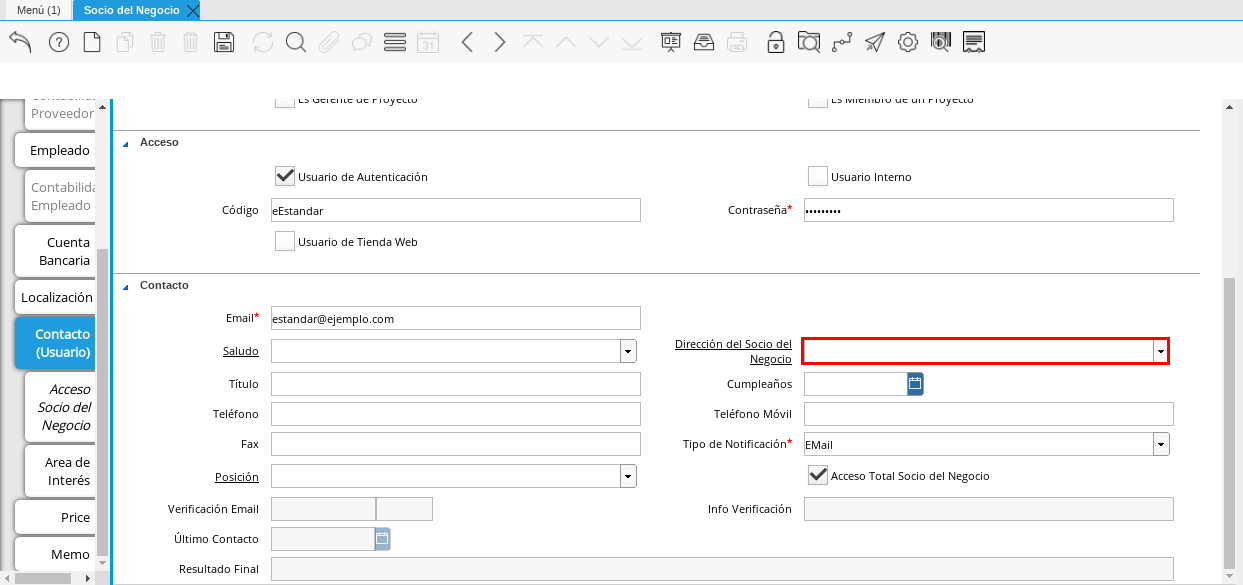 Menú (1)
Socio del Negocio
31
Proveedor
Empleado
Contabilida
Empleado
Cuenta
Bancaria
Localización
Contacto
(Usuario)
Acceso
Socio del
Negocio
Area de
Interés
Price
Memo
Es Gerente de Proyecto
Es Miembro de un Proyecto
Acceso
Usuario de Autenticación
Usuario Interno
Código eEstandar
Contraseña* •••••••••
Usuario de Tienda Web
Contacto
Email* estandar@ejemplo.com
Saludo
Dirección del Socio del
Negocio
Título
Cumpleaños
Teléfono
Teléfono Móvil
Fax
Tipo de Notificación* EMail
Posición
Acceso Total Socio del Negocio
Verificación Email
Info Verificación
Último Contacto
Resultado Final